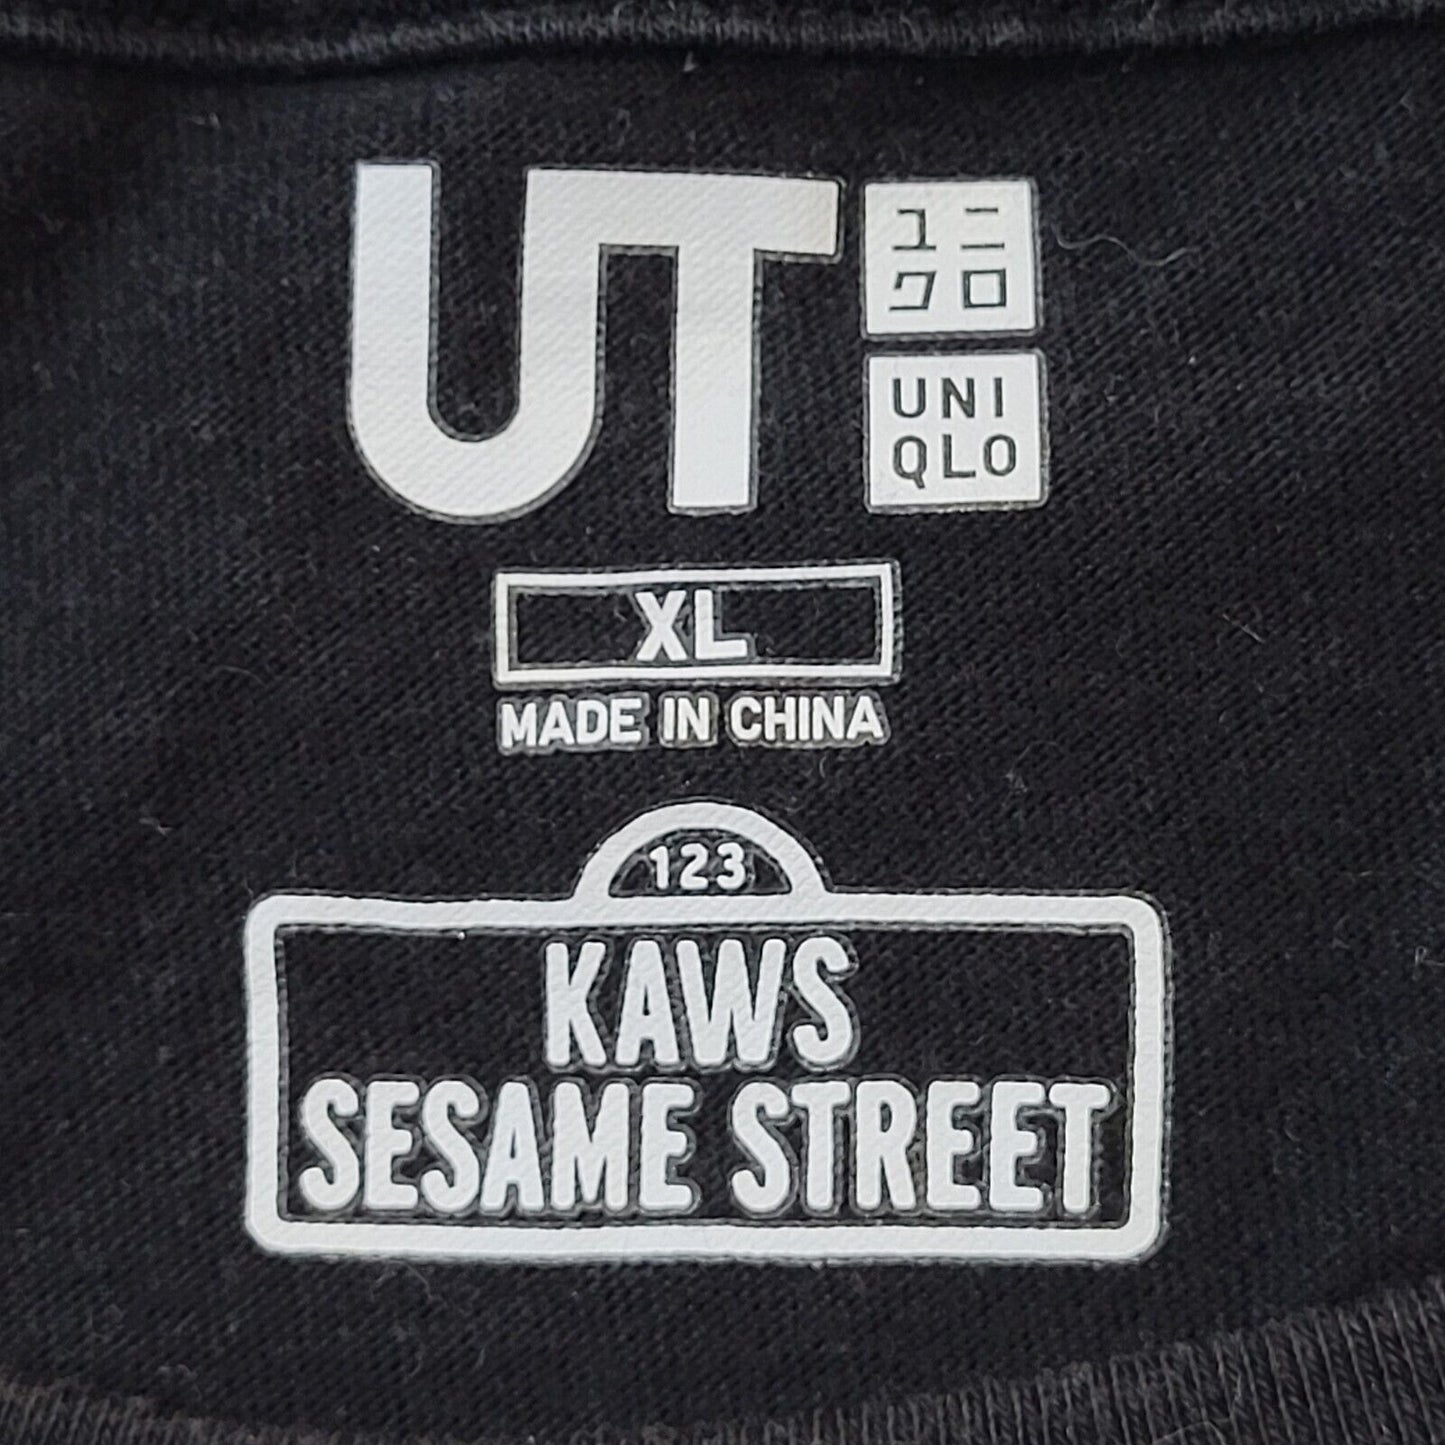 UT
ユニ
クロ
UNI
QLO
XL
MADE IN CHINA
123
KAWS
SESAME STREET